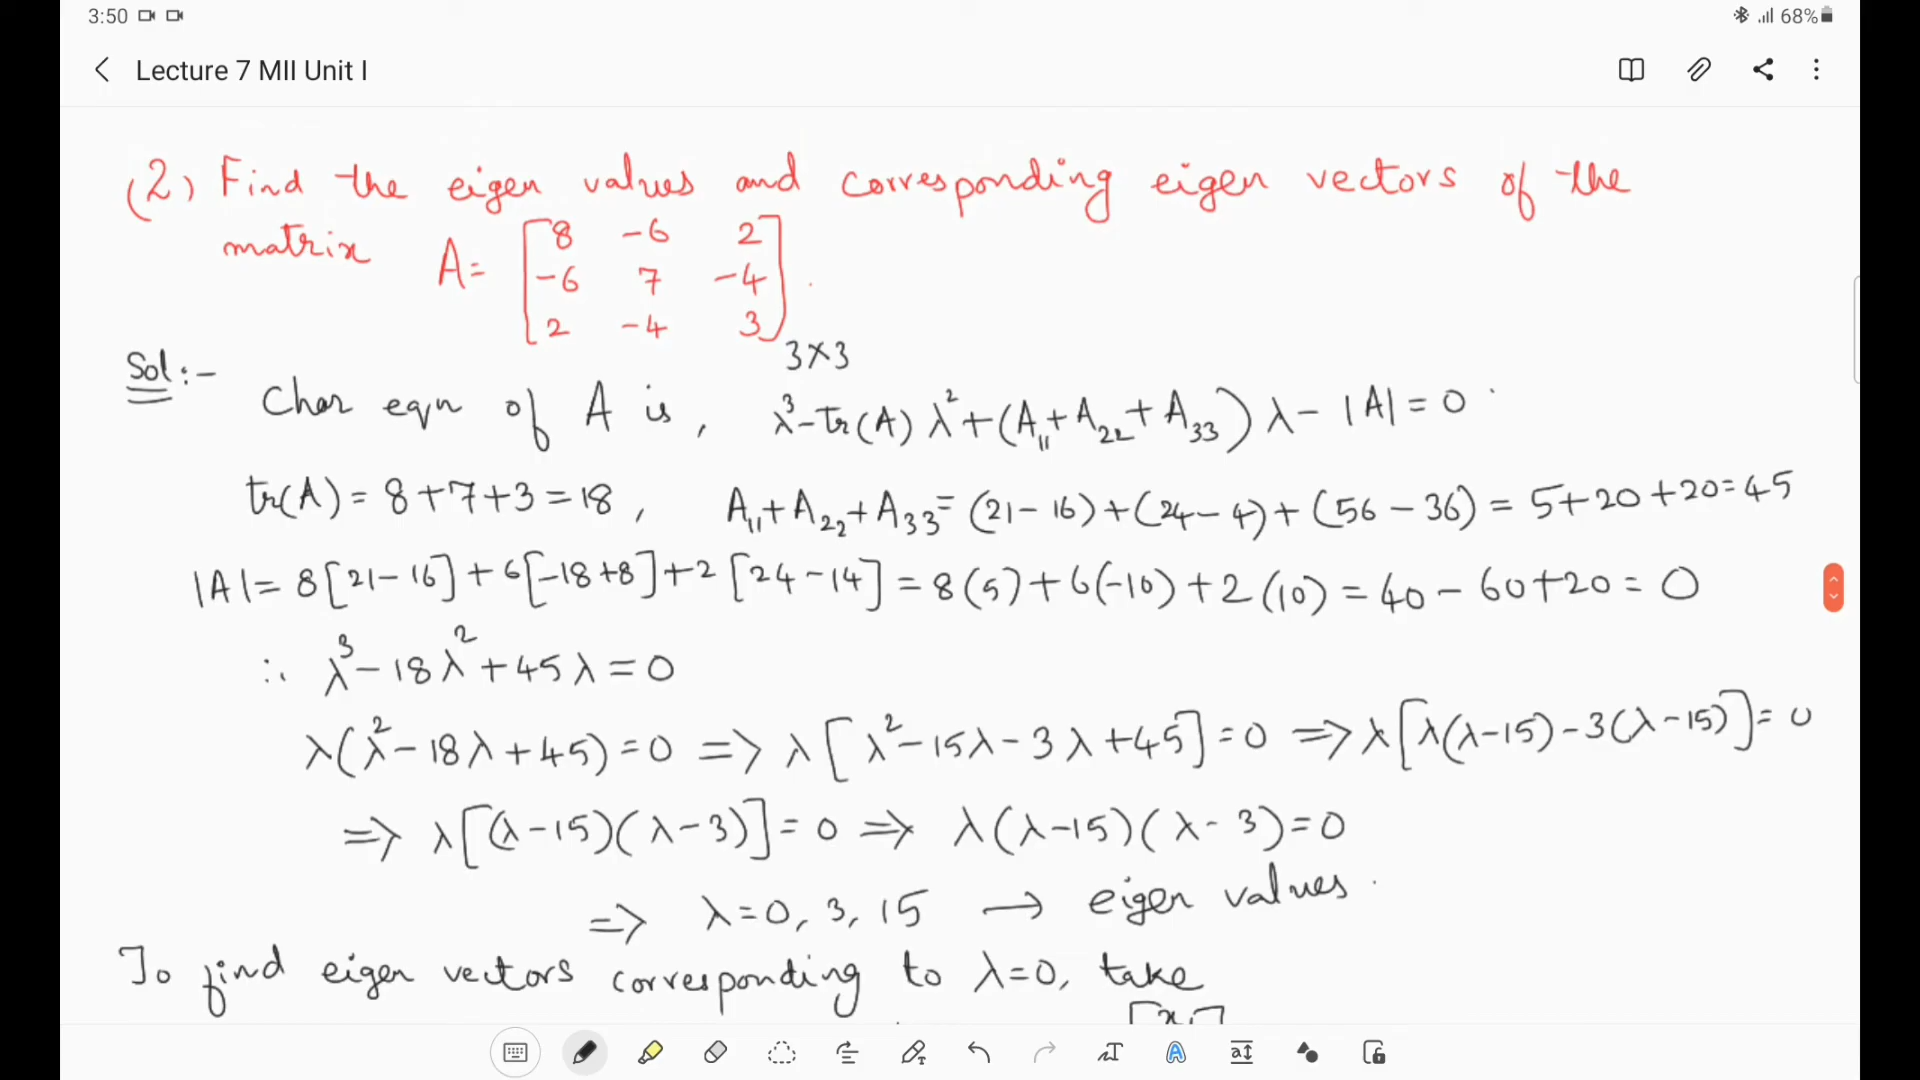 3:50 68%
Lecture 7 MII Unit I
(2) Find the eigen values and corresponding eigen vectors of the
matrix A= [8 -6 2
-6 7 -4
2 -4 3].
3×3
Sol:-
Char eqn of A is, λ³-tr(A) λ²+(A₁₁+A₂₂+A₃₃)λ- |A|=0.
tr(A)= 8+7+3=18, A₁₁+A₂₂+A₃₃= (21-16)+(24-4)+(56-36) = 5+20+20=45
|A|= 8[21-16]+6[-18+8]+2[24-14] = 8(5)+6(-10)+2(10) = 40-60+20= 0
∴ λ³-18λ²+45λ=0
λ(λ²-18λ+45)=0 => λ[λ²-15λ-3λ+45]=0 => λ[λ(λ-15)-3(λ-15)]=0
=> λ[(λ-15)(λ-3)]=0 => λ(λ-15)(λ-3)=0
=> λ=0, 3, 15 → eigen values.
To find eigen vectors corresponding to λ=0, take